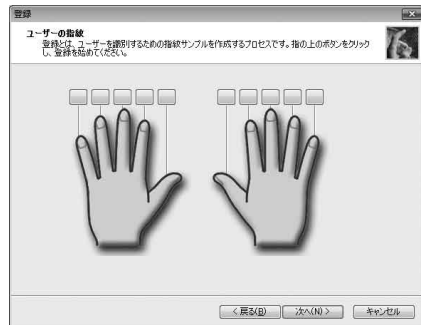 登録
ユーザーの指紋
登録とは、ユーザーを識別するための指紋サンプルを作成するプロセスです。指の上のボタンをクリック
し、登録を始めてください。
< 戻る(B)
次へ(N) >
キャンセル